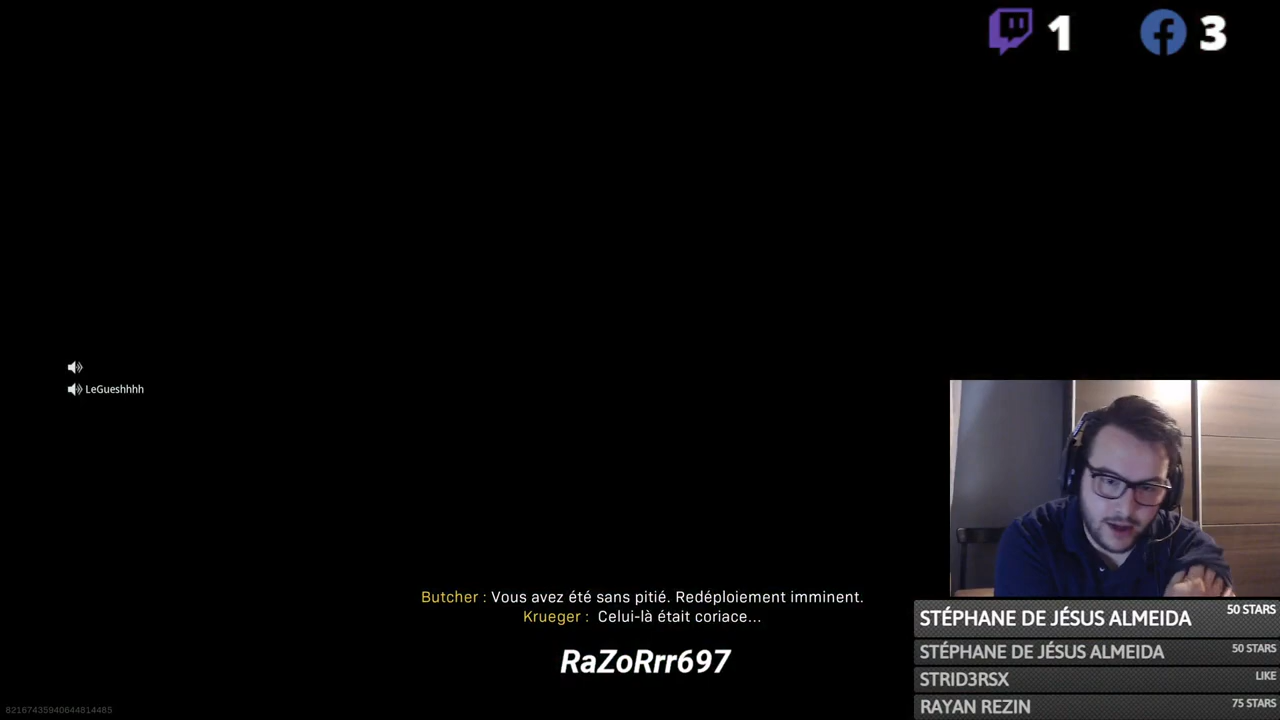 1 3
LeGueshhhh
Butcher : Vous avez été sans pitié. Redéploiement imminent.
Krueger : Celui-là était coriace...
RaZoRrr697
STÉPHANE DE JÉSUS ALMEIDA 50 STARS
STÉPHANE DE JÉSUS ALMEIDA 50 STARS
STRID3RSX LIKE
RAYAN REZIN 75 STARS